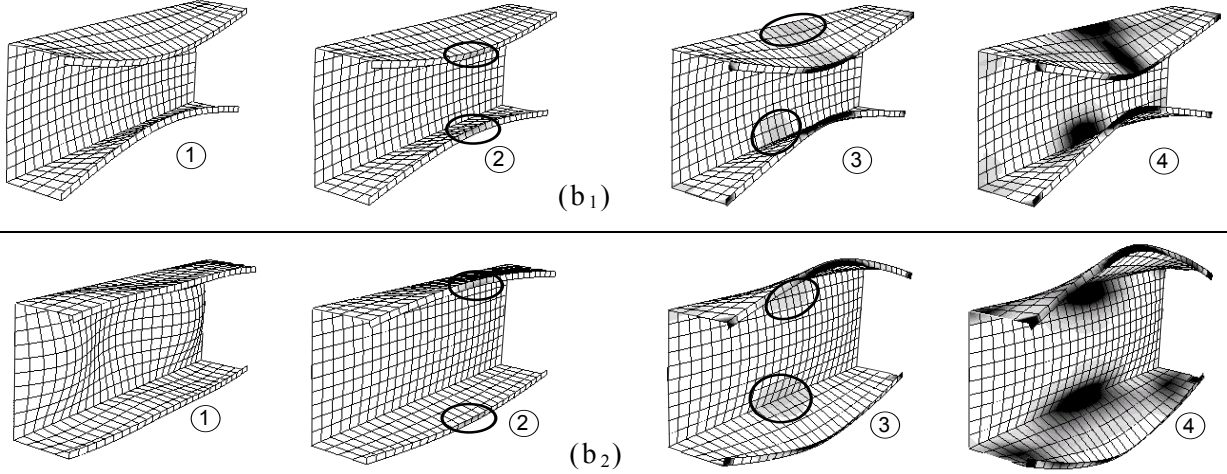 ① ② ③ ④
(b₁)
① ② ③ ④
(b₂)